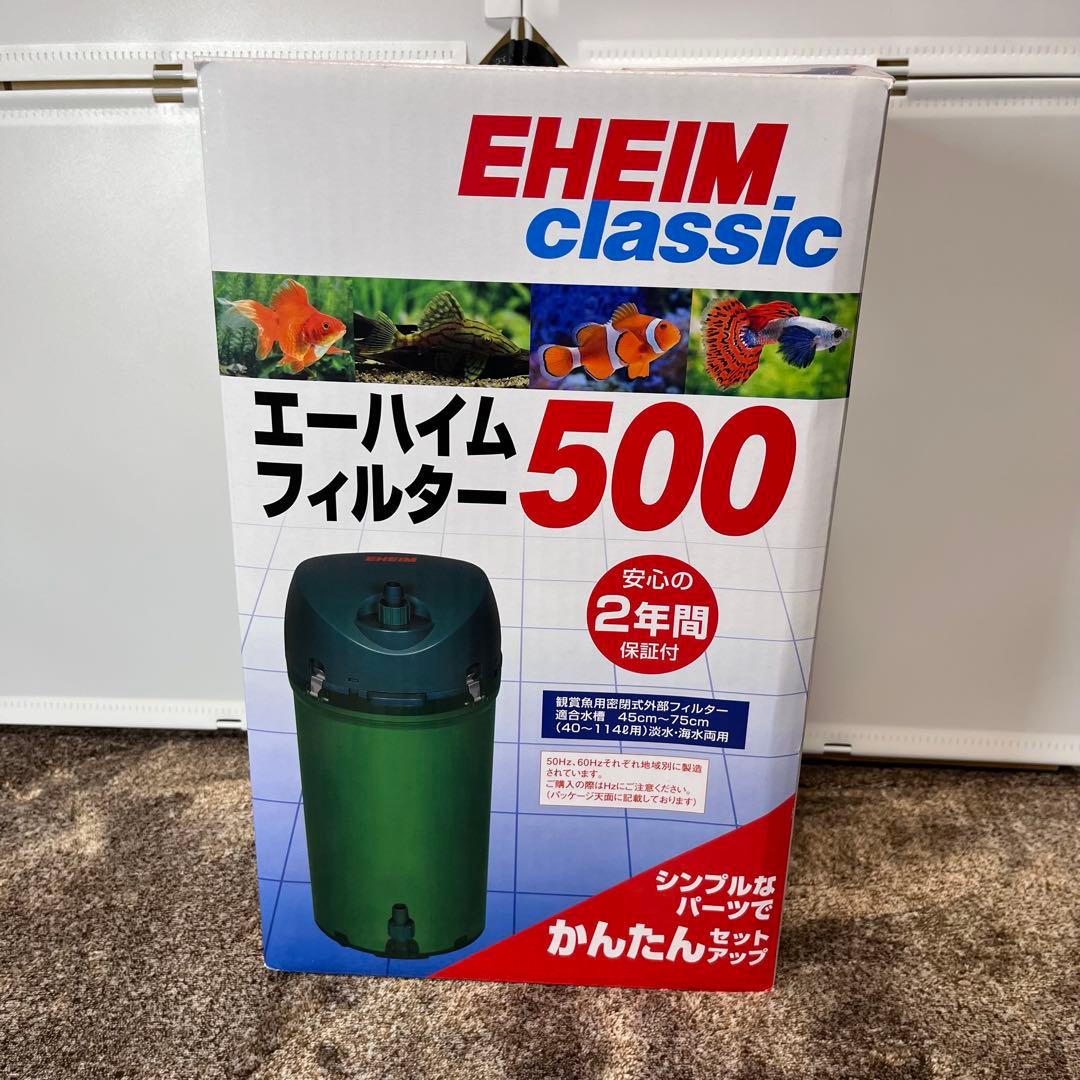 EHEIM
classic
エーハイム
フィルター500
EHEIM
安心の
2年間
保証付
観賞魚用密閉式外部フィルター
適合水槽 45cm～75cm
(40～114ℓ用)淡水・海水両用
50Hz、60Hzそれぞれ地域別に製造
されています。
ご購入の際はHzにご注意ください。
(パッケージ天面に記載しております)
シンプルな
パーツで
かんたんセット
アップ